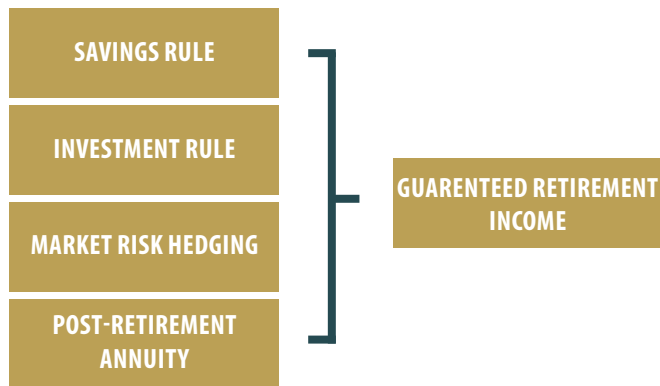 SAVINGS RULE
INVESTMENT RULE
MARKET RISK HEDGING
POST-RETIREMENT
ANNUITY
GUARENTEED RETIREMENT
INCOME